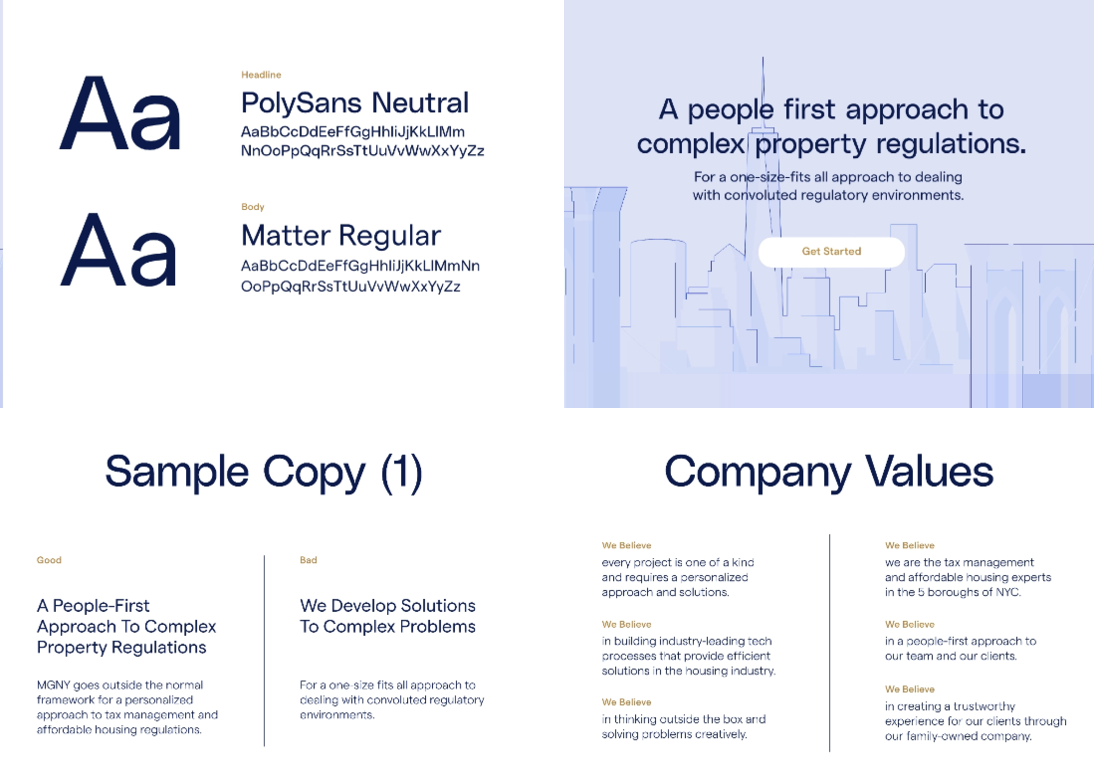 Aa
Headline
PolySans Neutral
AaBbCcDdEeFfGgHhIiJjKkLlMm
NnOoPpQqRrSsTtUuVvWwXxYyZz
Aa
Body
Matter Regular
AaBbCcDdEeFfGgHhIiJjKkLlMmNn
OoPpQqRrSsTtUuVvWwXxYyZz
A people first approach to
complex property regulations.
For a one-size-fits all approach to dealing
with convoluted regulatory environments.
Get Started
Sample Copy (1)
Good
A People-First
Approach To Complex
Property Regulations
MGNY goes outside the normal
framework for a personalized
approach to tax management and
affordable housing regulations.
Bad
We Develop Solutions
To Complex Problems
For a one-size fits all approach to
dealing with convoluted regulatory
environments.
Company Values
We Believe
every project is one of a kind
and requires a personalized
approach and solutions.
We Believe
in building industry-leading tech
processes that provide efficient
solutions in the housing industry.
We Believe
in thinking outside the box and
solving problems creatively.
We Believe
we are the tax management
and affordable housing experts
in the 5 boroughs of NYC.
We Believe
in a people-first approach to
our team and our clients.
We Believe
in creating a trustworthy
experience for our clients through
our family-owned company.